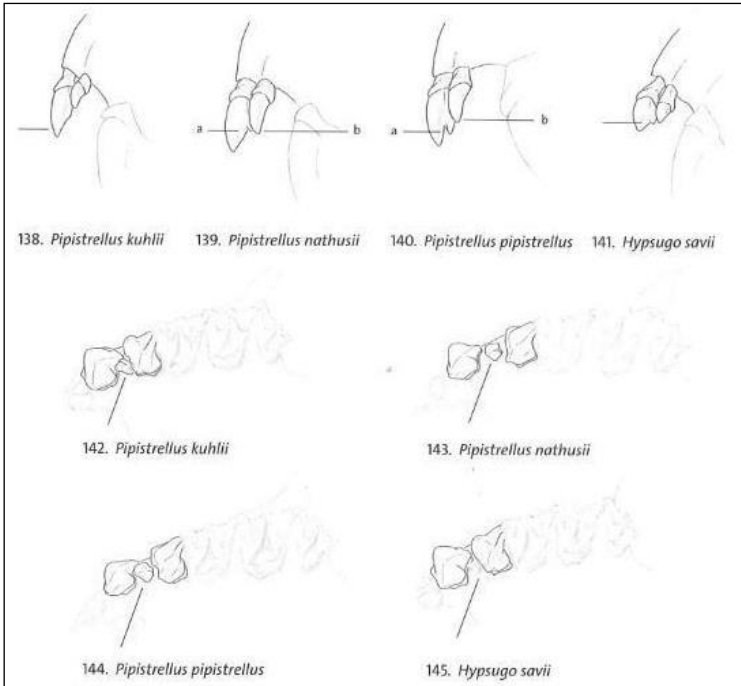 a b a b
138. Pipistrellus kuhlii 139. Pipistrellus nathusii 140. Pipistrellus pipistrellus 141. Hypsugo savii
142. Pipistrellus kuhlii 143. Pipistrellus nathusii
144. Pipistrellus pipistrellus 145. Hypsugo savii